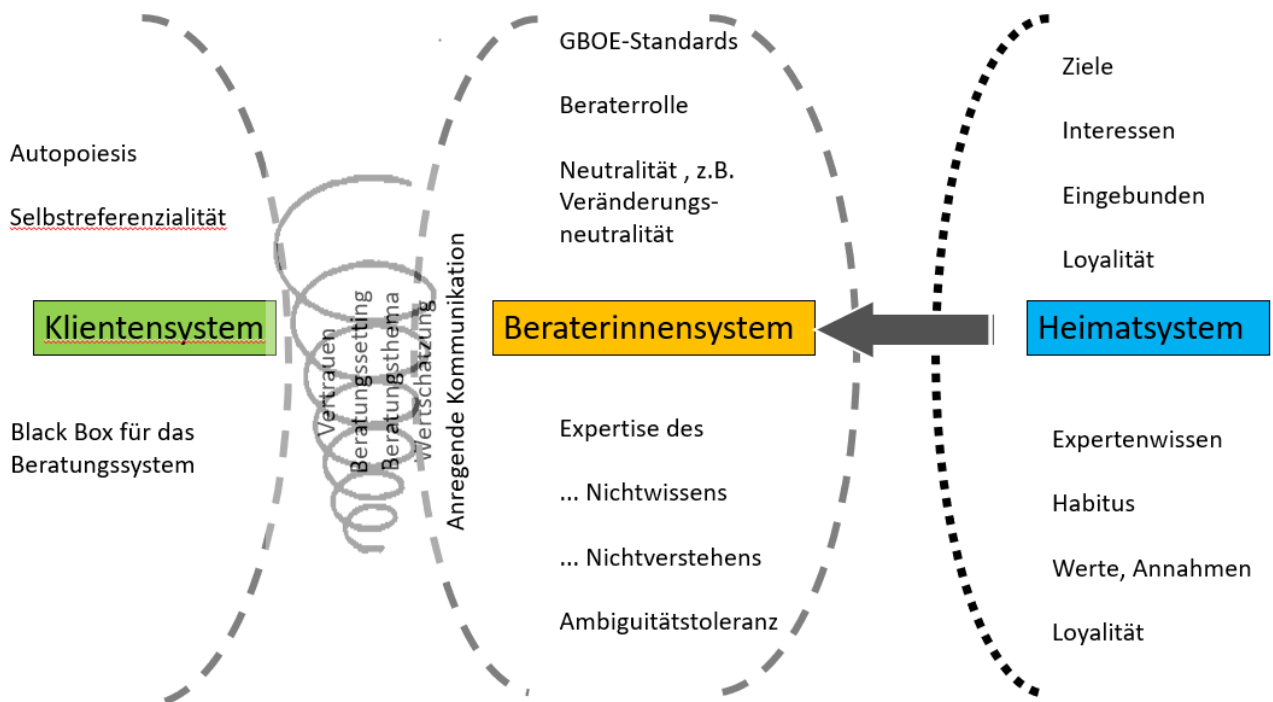 Autopoiesis
Selbstreferenzialität
Klientensystem
Black Box für das
Beratungssystem
Vertrauen
Beratungssetting
Beratungsthema
Wertschätzung
Anregende Kommunikation
GBOE-Standards
Beraterrolle
Neutralität , z.B.
Veränderungs-
neutralität
Beraterinnensystem
Expertise des
... Nichtwissens
... Nichtverstehens
Ambiguitätstoleranz
Ziele
Interessen
Eingebunden
Loyalität
Heimatsystem
Expertenwissen
Habitus
Werte, Annahmen
Loyalität